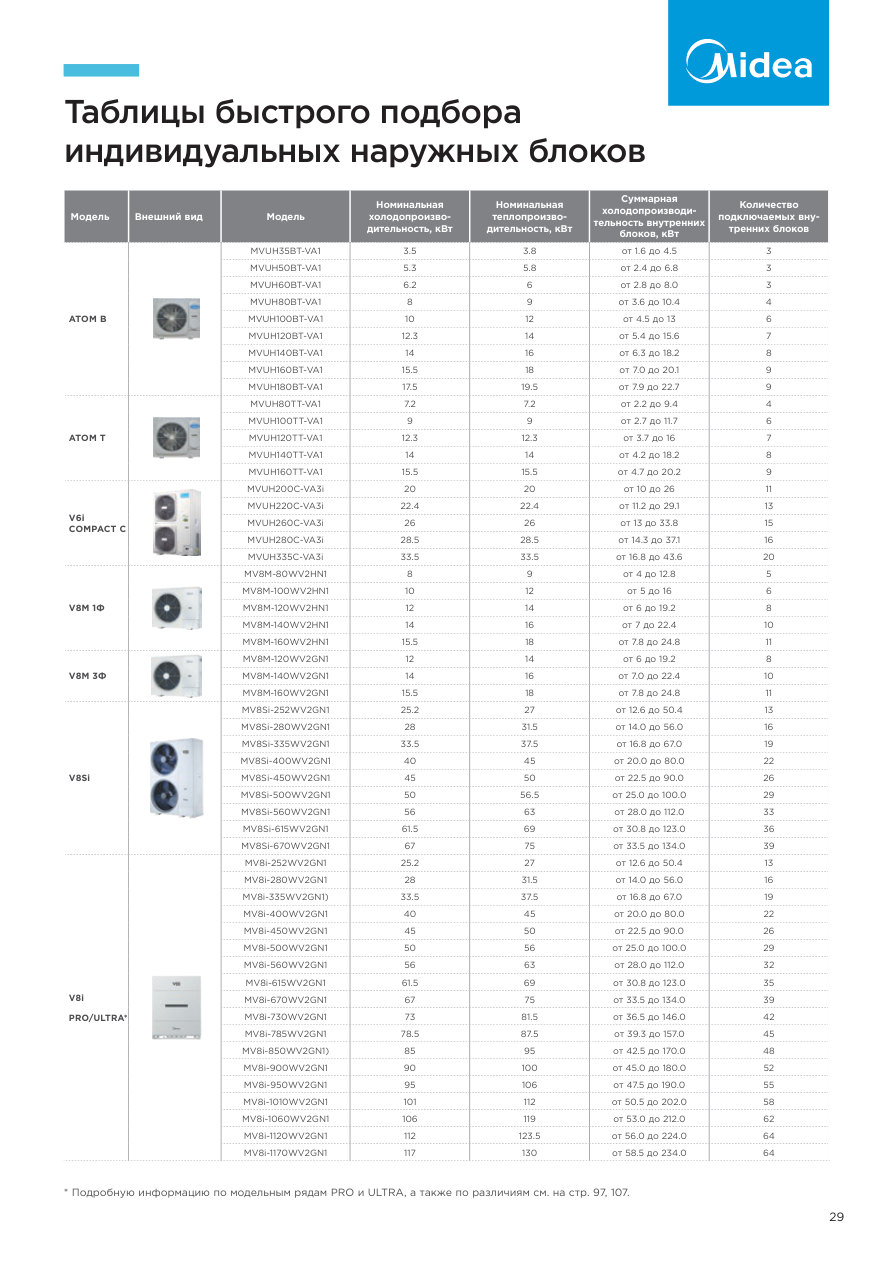 Midea
Таблицы быстрого подбора
индивидуальных наружных блоков
Модель Внешний вид Модель Номинальная холодопроизво-дительность, кВт Номинальная теплопроизво-дительность, кВт Суммарная холодопроизводи-тельность внутренних блоков, кВт Количество подключаемых вну-тренних блоков
MVUH35BT-VA1 3.5 3.8 от 1.6 до 4.5 3
MVUH50BT-VA1 5.3 5.8 от 2.4 до 6.8 3
MVUH60BT-VA1 6.2 6 от 2.8 до 8.0 3
MVUH80BT-VA1 8 9 от 3.6 до 10.4 4
ATOM B MVUH100BT-VA1 10 12 от 4.5 до 13 6
MVUH120BT-VA1 12.3 14 от 5.4 до 15.6 7
MVUH140BT-VA1 14 16 от 6.3 до 18.2 8
MVUH160BT-VA1 15.5 18 от 7.0 до 20.1 9
MVUH180BT-VA1 17.5 19.5 от 7.9 до 22.7 9
MVUH80TT-VA1 7.2 7.2 от 2.2 до 9.4 4
MVUH100TT-VA1 9 9 от 2.7 до 11.7 6
ATOM T MVUH120TT-VA1 12.3 12.3 от 3.7 до 16 7
MVUH140TT-VA1 14 14 от 4.2 до 18.2 8
MVUH160TT-VA1 15.5 15.5 от 4.7 до 20.2 9
MVUH200C-VA3i 20 20 от 10 до 26 11
MVUH220C-VA3i 22.4 22.4 от 11.2 до 29.1 13
V6i
COMPACT C
MVUH260C-VA3i 26 26 от 13 до 33.8 15
MVUH280C-VA3i 28.5 28.5 от 14.3 до 37.1 16
MVUH335C-VA3i 33.5 33.5 от 16.8 до 43.6 20
MV8M-80WV2HN1 8 9 от 4 до 12.8 5
MV8M-100WV2HN1 10 12 от 5 до 16 6
V8M 1Ф MV8M-120WV2HN1 12 14 от 6 до 19.2 8
MV8M-140WV2HN1 14 16 от 7 до 22.4 10
MV8M-160WV2HN1 15.5 18 от 7.8 до 24.8 11
MV8M-120WV2GN1 12 14 от 6 до 19.2 8
V8M 3Ф MV8M-140WV2GN1 14 16 от 7.0 до 22.4 10
MV8M-160WV2GN1 15.5 18 от 7.8 до 24.8 11
MV8Si-252WV2GN1 25.2 27 от 12.6 до 50.4 13
MV8Si-280WV2GN1 28 31.5 от 14.0 до 56.0 16
MV8Si-335WV2GN1 33.5 37.5 от 16.8 до 67.0 19
MV8Si-400WV2GN1 40 45 от 20.0 до 80.0 22
V8Si MV8Si-450WV2GN1 45 50 от 22.5 до 90.0 26
MV8Si-500WV2GN1 50 56.5 от 25.0 до 100.0 29
MV8Si-560WV2GN1 56 63 от 28.0 до 112.0 33
MV8Si-615WV2GN1 61.5 69 от 30.8 до 123.0 36
MV8Si-670WV2GN1 67 75 от 33.5 до 134.0 39
MV8i-252WV2GN1 25.2 27 от 12.6 до 50.4 13
MV8i-280WV2GN1 28 31.5 от 14.0 до 56.0 16
MV8i-335WV2GN1) 33.5 37.5 от 16.8 до 67.0 19
MV8i-400WV2GN1 40 45 от 20.0 до 80.0 22
MV8i-450WV2GN1 45 50 от 22.5 до 90.0 26
MV8i-500WV2GN1 50 56 от 25.0 до 100.0 29
MV8i-560WV2GN1 56 63 от 28.0 до 112.0 32
MV8i-615WV2GN1 61.5 69 от 30.8 до 123.0 35
V8i MV8i-670WV2GN1 67 75 от 33.5 до 134.0 39
PRO/ULTRA* MV8i-730WV2GN1 73 81.5 от 36.5 до 146.0 42
MV8i-785WV2GN1 78.5 87.5 от 39.3 до 157.0 45
MV8i-850WV2GN1) 85 95 от 42.5 до 170.0 48
MV8i-900WV2GN1 90 100 от 45.0 до 180.0 52
MV8i-950WV2GN1 95 106 от 47.5 до 190.0 55
MV8i-1010WV2GN1 101 112 от 50.5 до 202.0 58
MV8i-1060WV2GN1 106 119 от 53.0 до 212.0 62
MV8i-1120WV2GN1 112 123.5 от 56.0 до 224.0 64
MV8i-1170WV2GN1 117 130 от 58.5 до 234.0 64
* Подробную информацию по модельным рядам PRO и ULTRA, а также по различиям см. на стр. 97, 107.
29